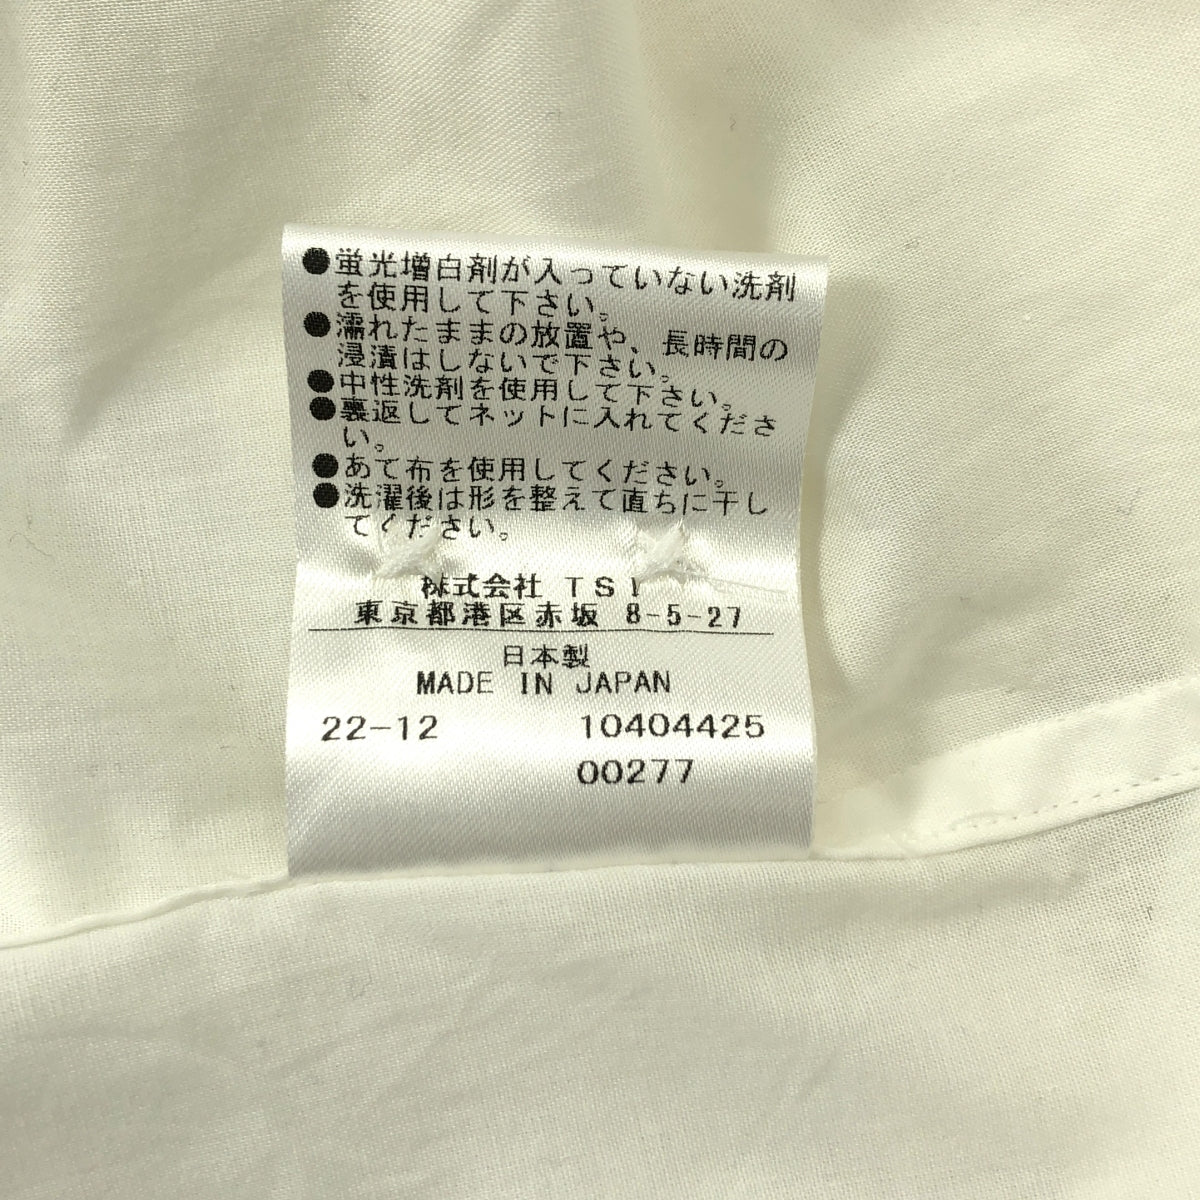 ●蛍光増白剤が入っていない洗剤
を使用して下さい。
●濡れたままの放置や、長時間の
浸漬はしないで下さい。
●中性洗剤を使用して下さい。
●裏返してネットに入れてくださ
い。
●あて布を使用してください。
●洗濯後は形を整えて直ちに干し
てください。
株式会社 TSI
東京都港区赤坂 8-5-27
日本製
MADE IN JAPAN
22-12 10404425
00277